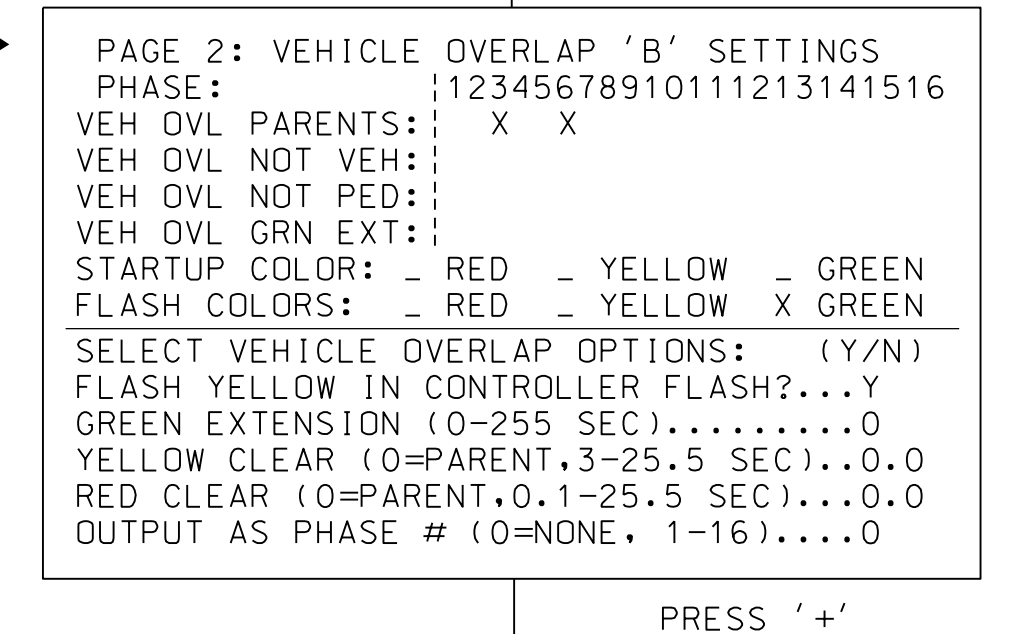 PAGE 2: VEHICLE OVERLAP 'B' SETTINGS
PHASE: 12345678910111213141516
VEH OVL PARENTS: X X
VEH OVL NOT VEH:
VEH OVL NOT PED:
VEH OVL GRN EXT:
STARTUP COLOR: _ RED _ YELLOW _ GREEN
FLASH COLORS: _ RED _ YELLOW X GREEN
SELECT VEHICLE OVERLAP OPTIONS: (Y/N)
FLASH YELLOW IN CONTROLLER FLASH?...Y
GREEN EXTENSION (0-255 SEC).........0
YELLOW CLEAR (0=PARENT,3-25.5 SEC)..0.0
RED CLEAR (0=PARENT,0.1-25.5 SEC)...0.0
OUTPUT AS PHASE # (0=NONE, 1-16)....0
PRESS '+'